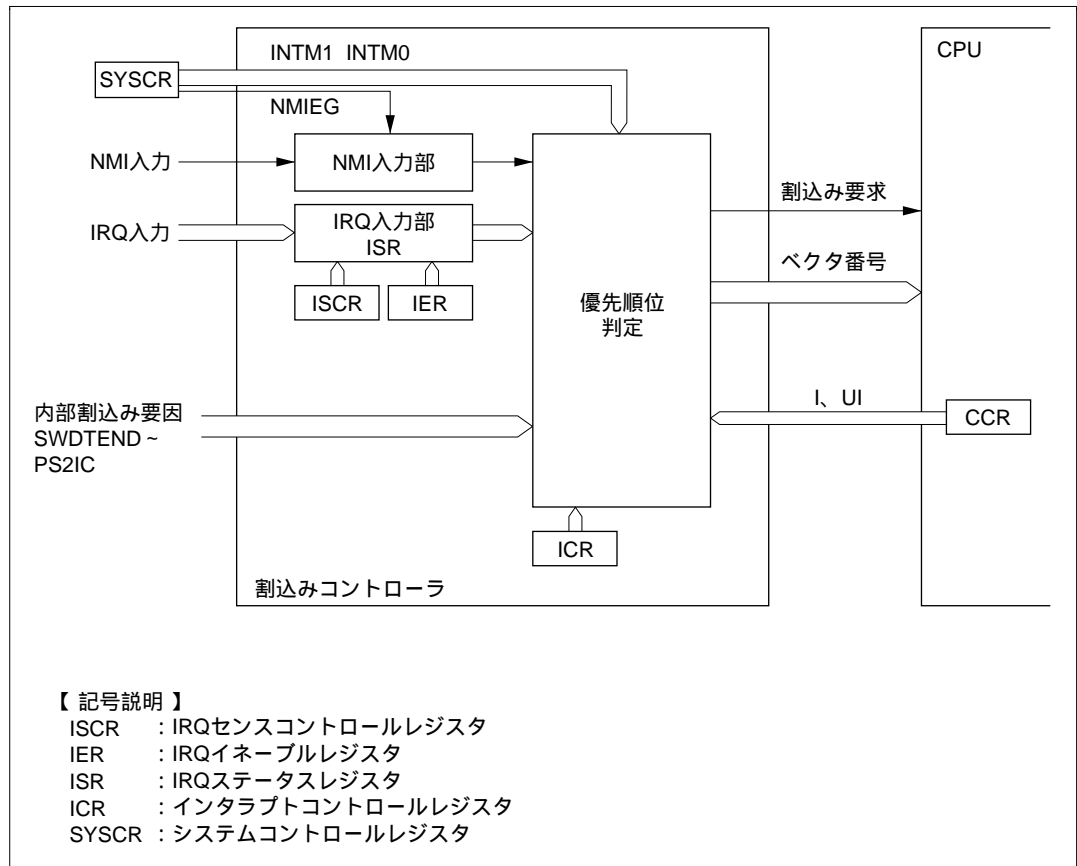 INTM1 INTM0
CPU
SYSCR
NMIEG
NMI入力
NMI入力部
割込み要求
IRQ入力
IRQ入力部
ISR
ベクタ番号
ISCR
IER
優先順位
判定
内部割込み要因
SWDTEND～
PS2IC
I、UI
CCR
ICR
割込みコントローラ
【 記号説明 】
ISCR ：IRQセンスコントロールレジスタ
IER ：IRQイネーブルレジスタ
ISR ：IRQステータスレジスタ
ICR ：インタラプトコントロールレジスタ
SYSCR ：システムコントロールレジスタ